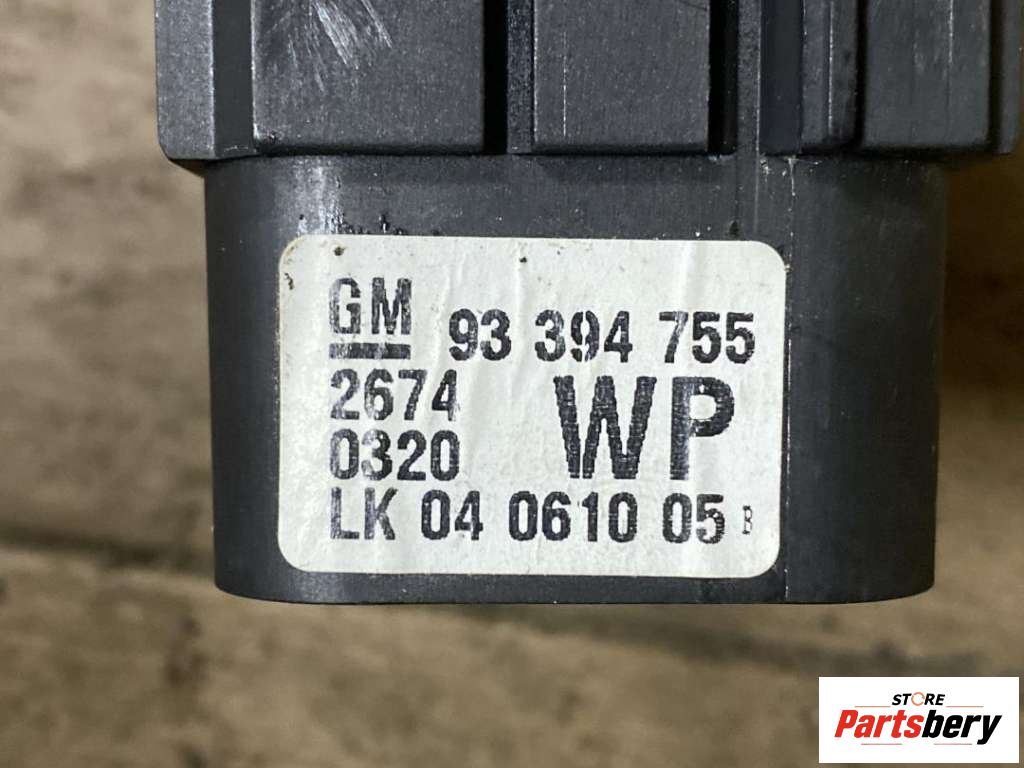 GM 93 394 755
2674 WP
0320
LK 04 0610 05 B
STORE
Partsbery